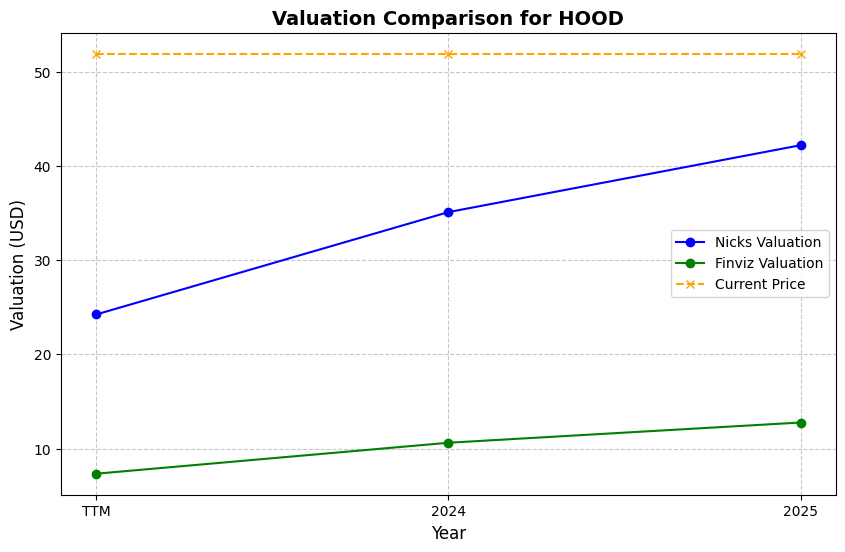 Valuation Comparison for HOOD
Valuation (USD)
50
40
30
20
10
Nicks Valuation
Finviz Valuation
Current Price
TTM
2024
2025
Year